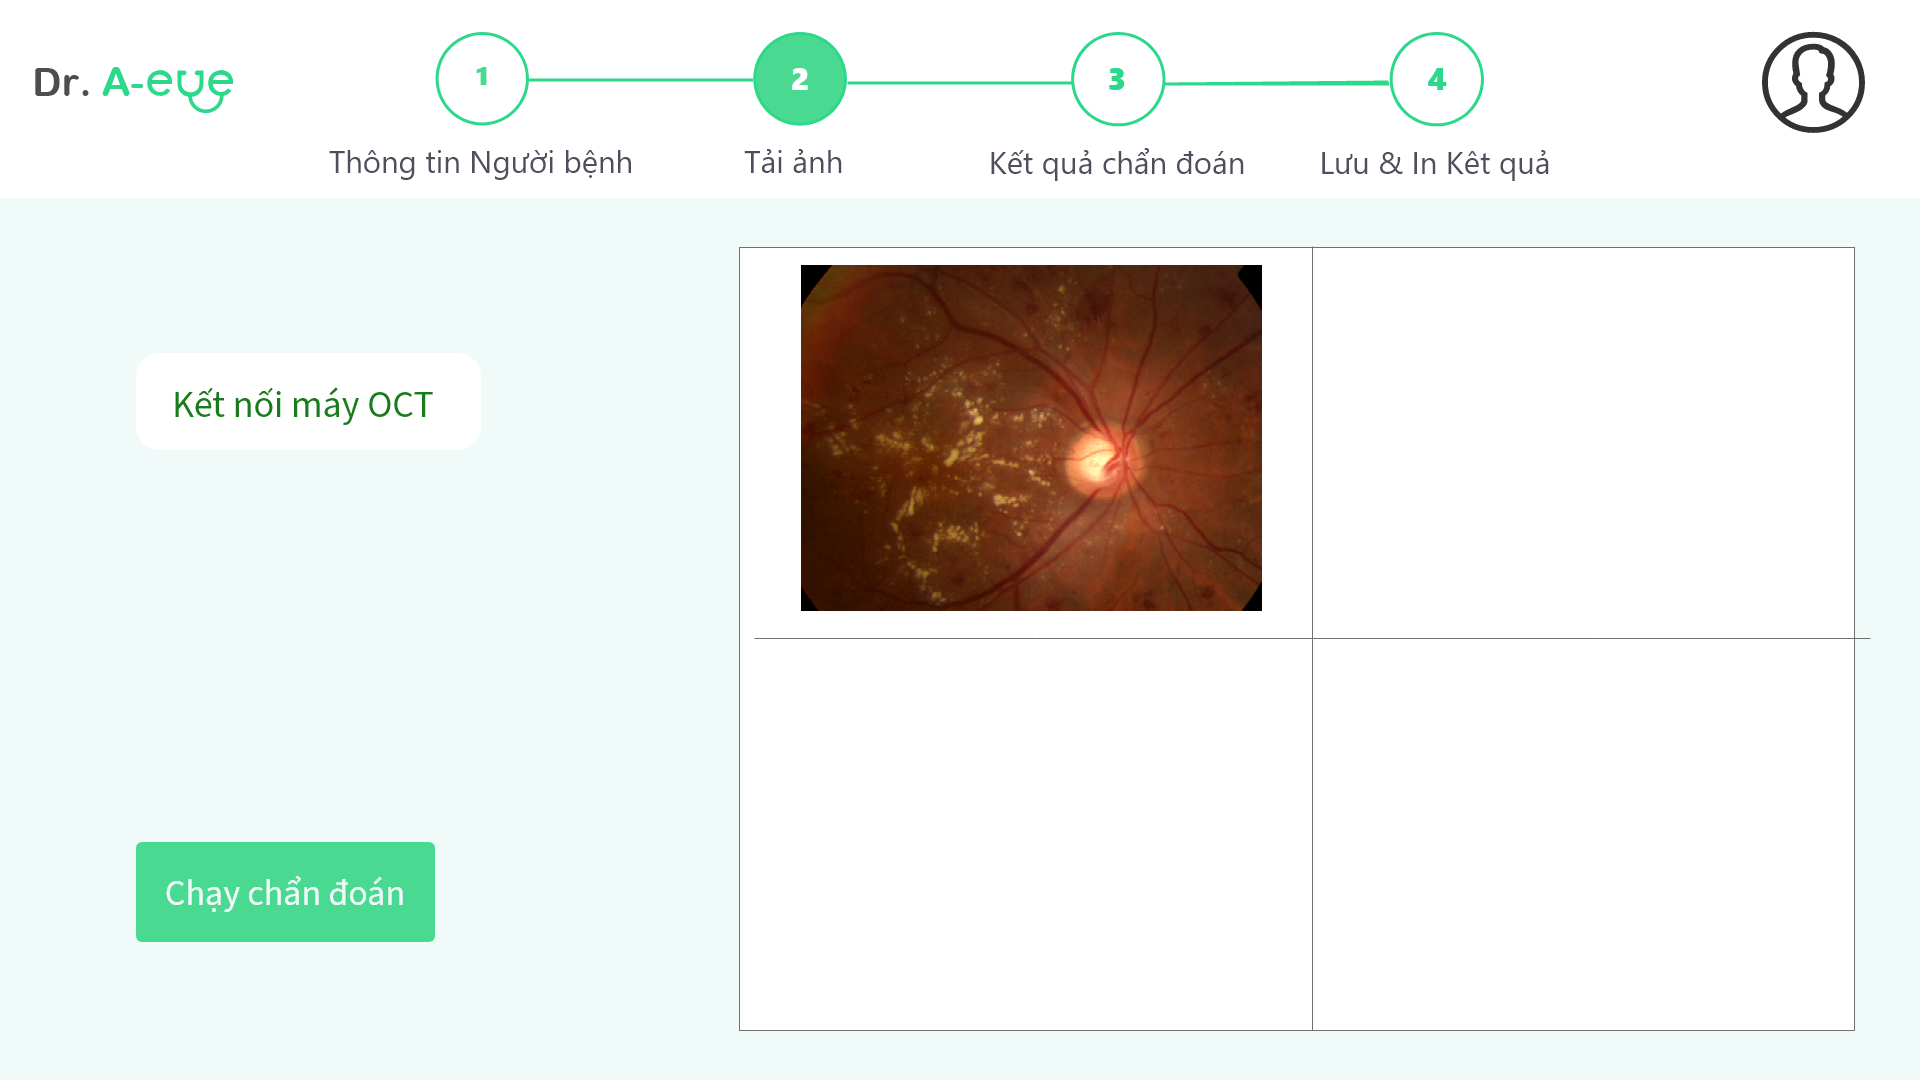 Dr. A-eye
1
2
3
4
Thông tin Người bệnh
Tải ảnh
Kết quả chẩn đoán
Lưu & In Kêt quả
Kết nối máy OCT
Chạy chẩn đoán